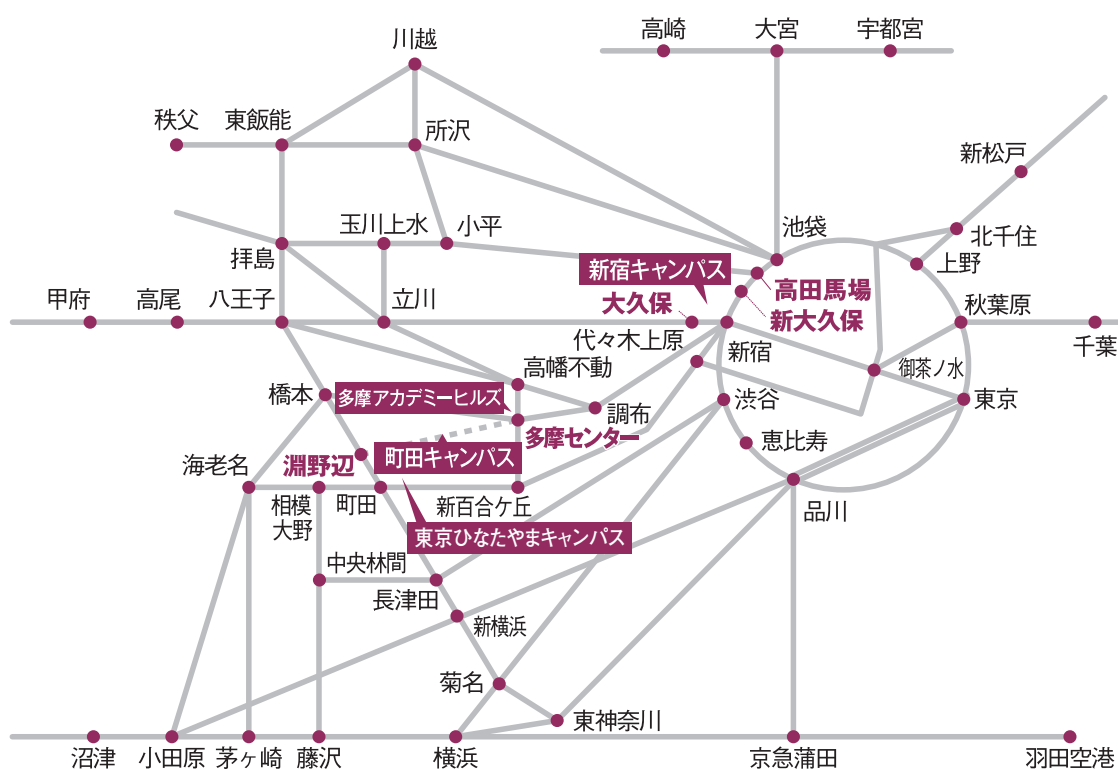 高崎
大宮
宇都宮
川越
秩父
東飯能
所沢
新松戸
玉川上水
小平
池袋
北千住
拝島
上野
新宿キャンパス
高田馬場
甲府
高尾
八王子
立川
大久保
新大久保
秋葉原
千葉
代々木上原
新宿
高幡不動
御茶ノ水
橋本
多摩アカデミーヒルズ
調布
渋谷
東京
多摩センター
恵比寿
海老名
淵野辺
町田キャンパス
相模
大野
町田
新百合ケ丘
品川
東京ひなたやまキャンパス
中央林間
長津田
新横浜
菊名
東神奈川
沼津
小田原
茅ヶ崎
藤沢
横浜
京急蒲田
羽田空港